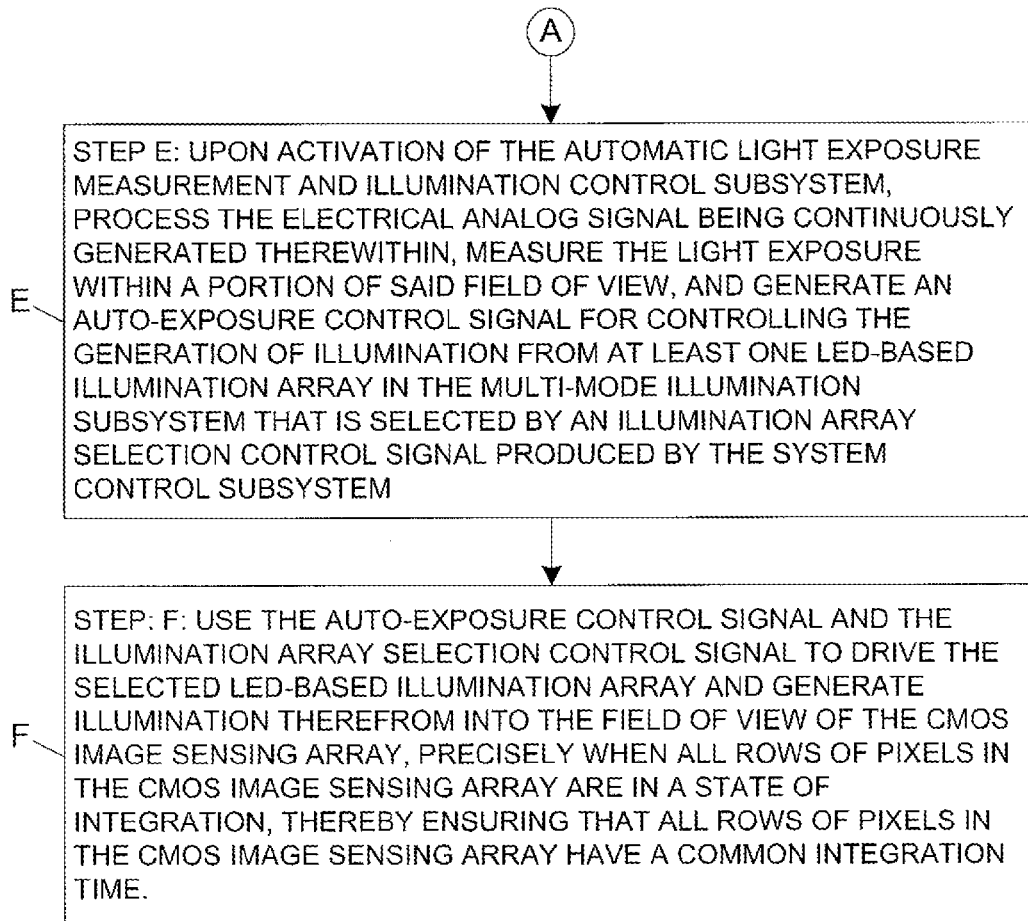 A
STEP E: UPON ACTIVATION OF THE AUTOMATIC LIGHT EXPOSURE
MEASUREMENT AND ILLUMINATION CONTROL SUBSYSTEM,
PROCESS THE ELECTRICAL ANALOG SIGNAL BEING CONTINUOUSLY
GENERATED THEREWITHIN, MEASURE THE LIGHT EXPOSURE
WITHIN A PORTION OF SAID FIELD OF VIEW, AND GENERATE AN
E
AUTO-EXPOSURE CONTROL SIGNAL FOR CONTROLLING THE
GENERATION OF ILLUMINATION FROM AT LEAST ONE LED-BASED
ILLUMINATION ARRAY IN THE MULTI-MODE ILLUMINATION
SUBSYSTEM THAT IS SELECTED BY AN ILLUMINATION ARRAY
SELECTION CONTROL SIGNAL PRODUCED BY THE SYSTEM
CONTROL SUBSYSTEM
STEP: F: USE THE AUTO-EXPOSURE CONTROL SIGNAL AND THE
ILLUMINATION ARRAY SELECTION CONTROL SIGNAL TO DRIVE THE
SELECTED LED-BASED ILLUMINATION ARRAY AND GENERATE
ILLUMINATION THEREFROM INTO THE FIELD OF VIEW OF THE CMOS
F
IMAGE SENSING ARRAY, PRECISELY WHEN ALL ROWS OF PIXELS IN
THE CMOS IMAGE SENSING ARRAY ARE IN A STATE OF
INTEGRATION, THEREBY ENSURING THAT ALL ROWS OF PIXELS IN
THE CMOS IMAGE SENSING ARRAY HAVE A COMMON INTEGRATION
TIME.